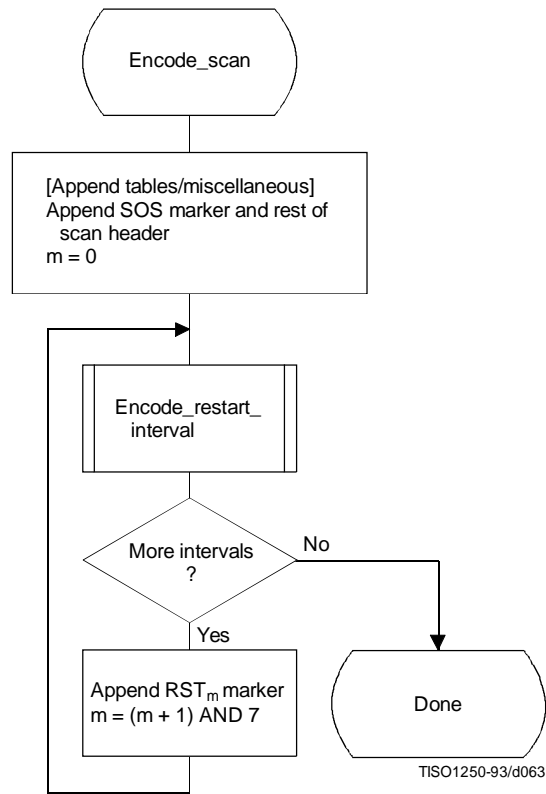 Encode_scan
[Append tables/miscellaneous]
Append SOS marker and rest of
scan header
m = 0
Encode_restart_
interval
More intervals
?
No
Yes
Append RSTm marker
m = (m + 1) AND 7
Done
TISO1250-93/d063